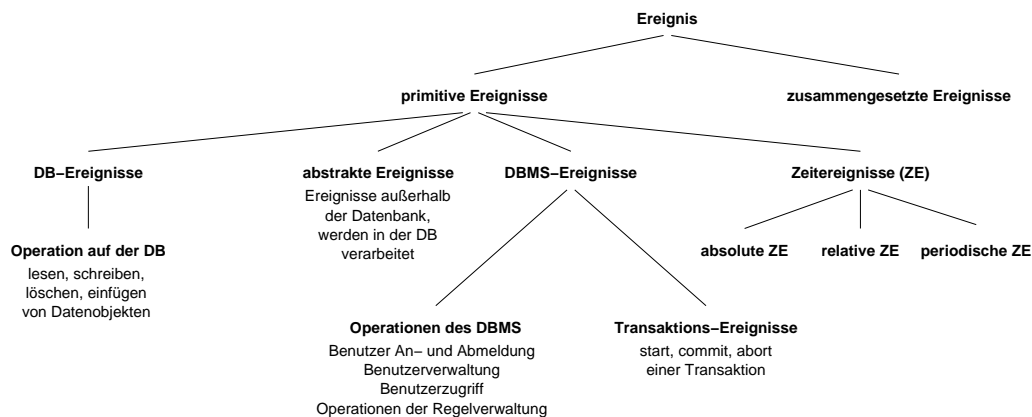 Ereignis
primitive Ereignisse
zusammengesetzte Ereignisse
DB−Ereignisse
abstrakte Ereignisse
Ereignisse außerhalb
der Datenbank,
werden in der DB
verarbeitet
DBMS−Ereignisse
Zeitereignisse (ZE)
Operation auf der DB
lesen, schreiben,
löschen, einfügen
von Datenobjekten
absolute ZE
relative ZE
periodische ZE
Operationen des DBMS
Benutzer An− und Abmeldung
Benutzerverwaltung
Benutzerzugriff
Operationen der Regelverwaltung
Transaktions−Ereignisse
start, commit, abort
einer Transaktion